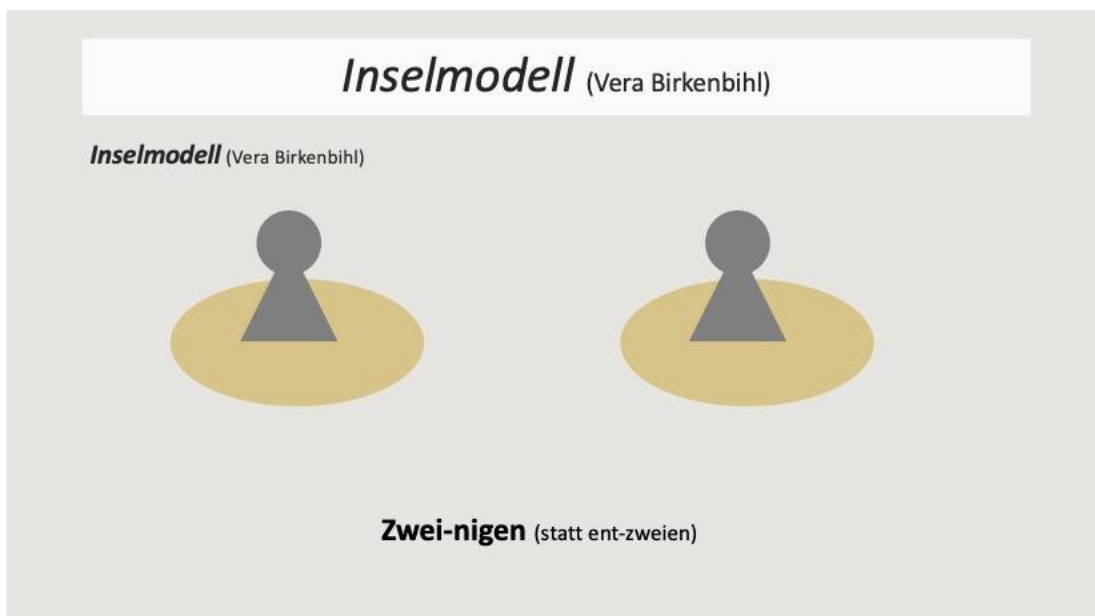 Inselmodell (Vera Birkenbihl)
Inselmodell (Vera Birkenbihl)
Zwei-nigen (statt ent-zweien)